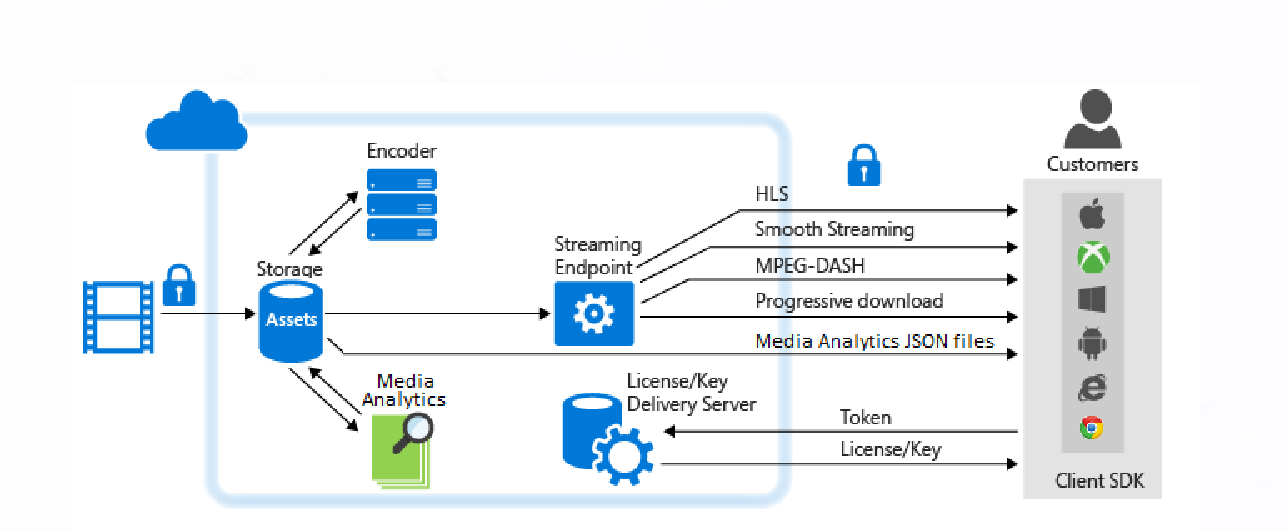 Encoder
Storage
Assets
Media
Analytics
Streaming
Endpoint
License/Key
Delivery Server
HLS
Smooth Streaming
MPEG-DASH
Progressive download
Media Analytics JSON files
Token
License/Key
Customers
Client SDK